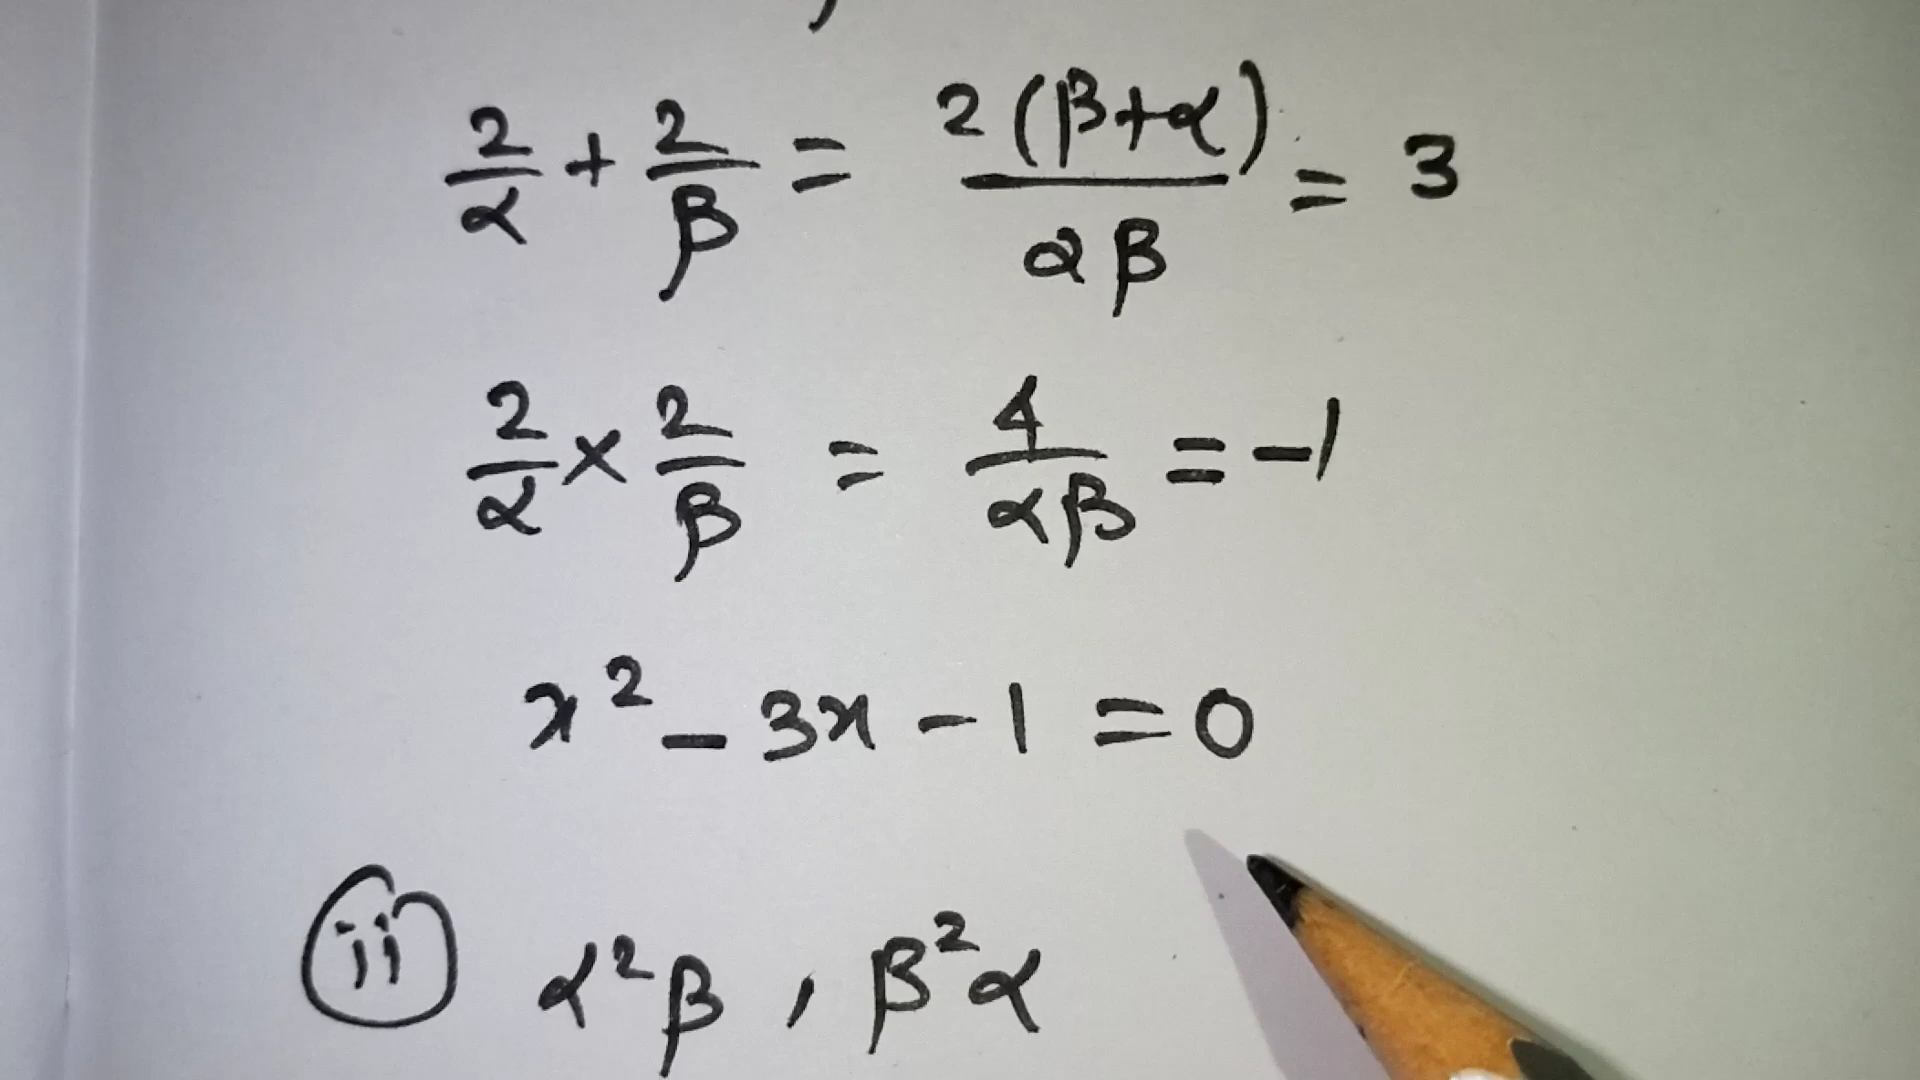 2/α + 2/β = 2(β+α)/αβ = 3
2/α × 2/β = 4/αβ = -1
x² - 3x - 1 = 0
(ii) α²β , β²α